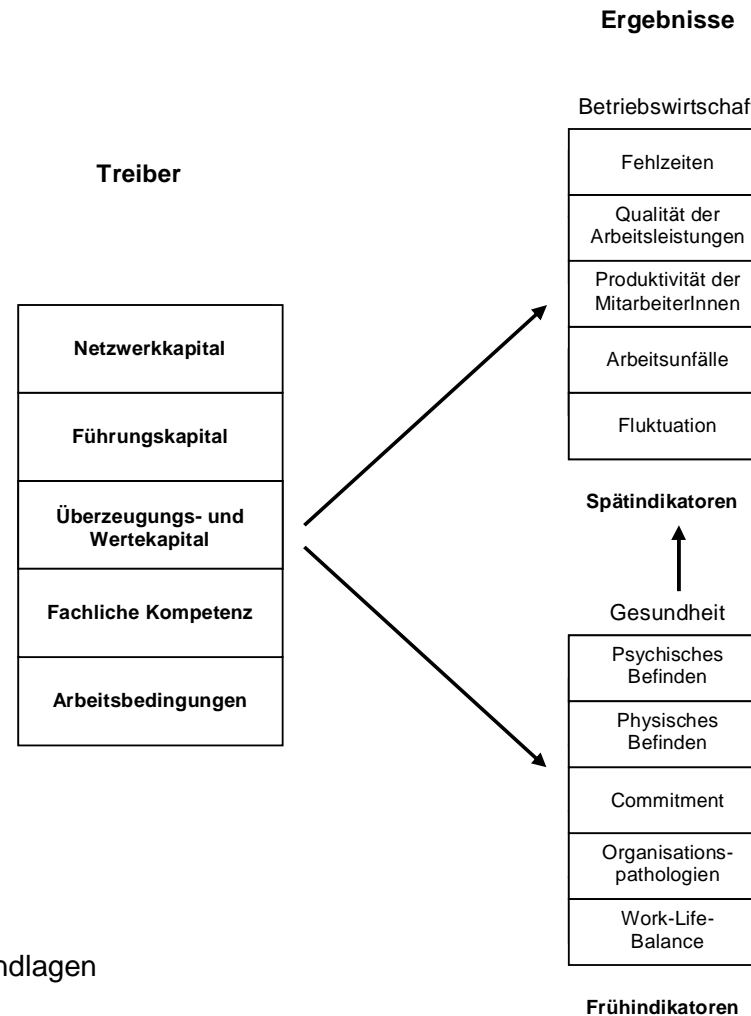 Ergebnisse
Betriebswirtschaf
Treiber
Fehlzeiten
Qualität der
Arbeitsleistungen
Produktivität der
MitarbeiterInnen
Arbeitsunfälle
Fluktuation
Netzwerkkapital
Führungskapital
Überzeugungs- und
Wertekapital
Fachliche Kompetenz
Arbeitsbedingungen
Spätindikatoren
Gesundheit
Psychisches
Befinden
Physisches
Befinden
Commitment
Organisations-
pathologien
Work-Life-
Balance
Frühindikatoren
ndlagen